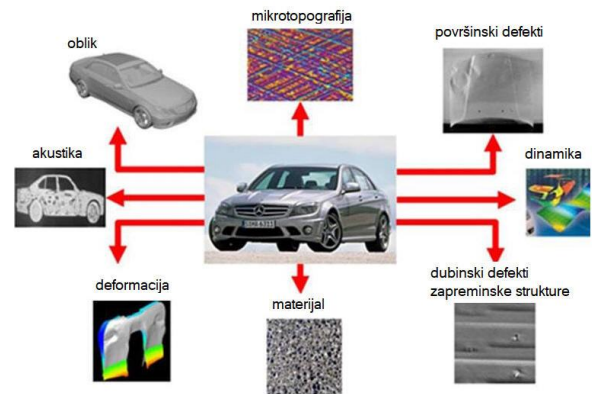 mikrotopografija
oblik
površinski defekti
akustika
dinamika
deformacija
materijal
dubinski defekti
zapreminske strukture